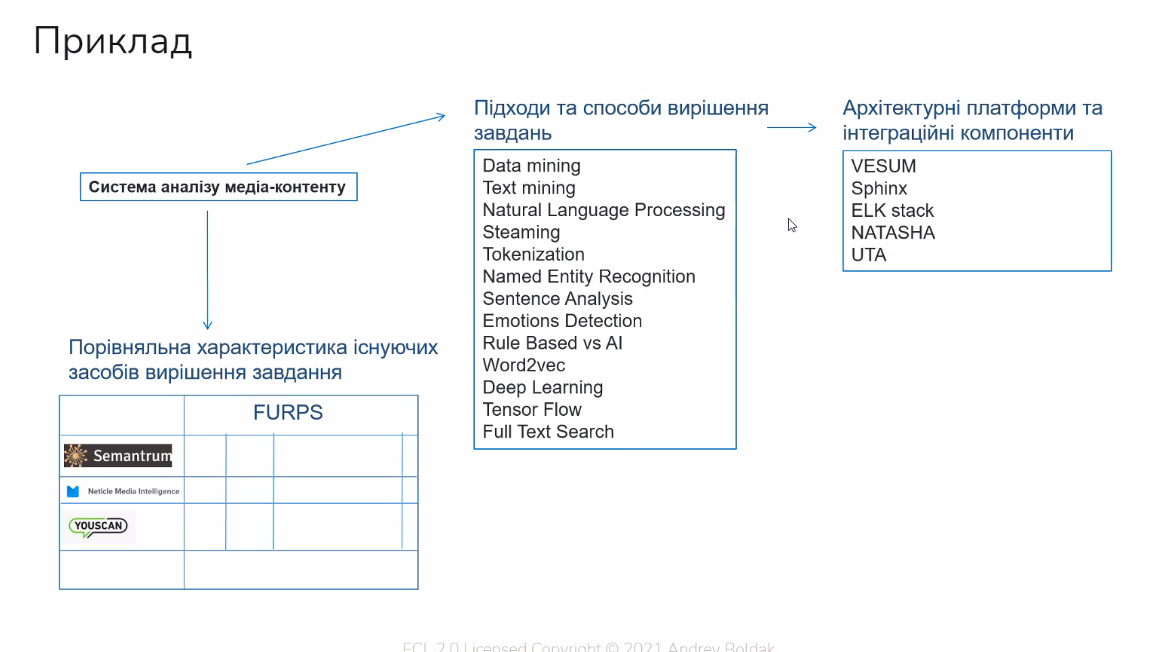 Приклад
Система аналізу медіа-контенту
Підходи та способи вирішення
завдань
Data mining
Text mining
Natural Language Processing
Steaming
Tokenization
Named Entity Recognition
Sentence Analysis
Emotions Detection
Rule Based vs AI
Word2vec
Deep Learning
Tensor Flow
Full Text Search
Архітектурні платформи та
інтеграційні компоненти
VESUM
Sphinx
ELK stack
NATASHA
UTA
Порівняльна характеристика існуючих
засобів вирішення завдання
FURPS
Semantrum
Neticle Media Intelligence
YOUSCAN
ECL 2.0 Licensed Copyright © 2021 Andrey Boldak